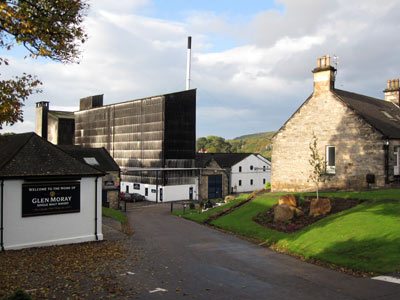 WELCOME TO THE HOME OF
GLEN MORAY
SINGLE MALT WHISKY